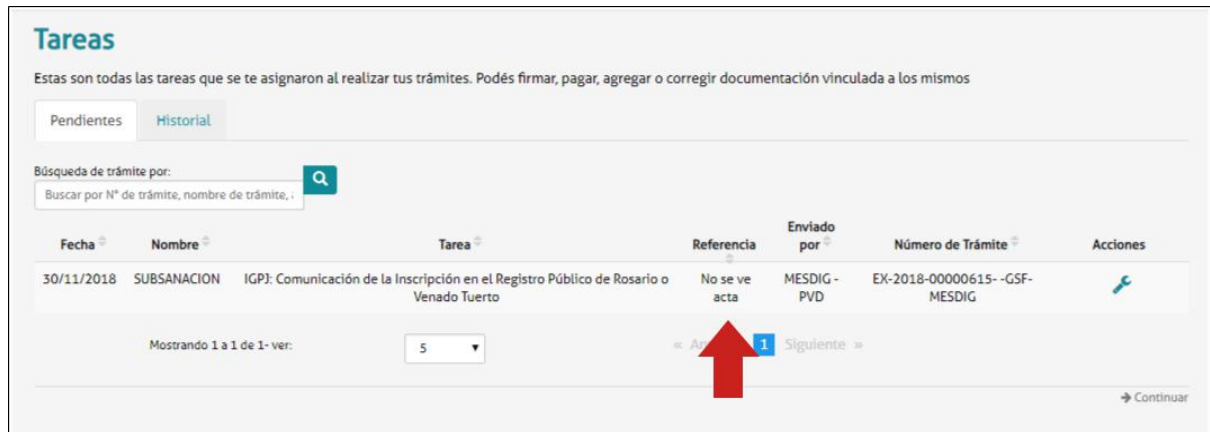 Tareas
Estas son todas las tareas que se te asignaron al realizar tus trámites. Podés firmar, pagar, agregar o corregir documentación vinculada a los mismos
Pendientes Historial
Búsqueda de trámite por:
Buscar por N° de trámite, nombre de trámite,
Fecha Nombre Tarea Referencia Enviado por Número de Trámite Acciones
30/11/2018 SUBSANACION IGPJ: Comunicación de la Inscripción en el Registro Público de Rosario o No se ve MESDIG - EX-2018-00000615- -GSF-
Venado Tuerto acta PVD MESDIG
Mostrando 1 a 1 de 1- ver: 5 « 1 Siguiente »
Continuar